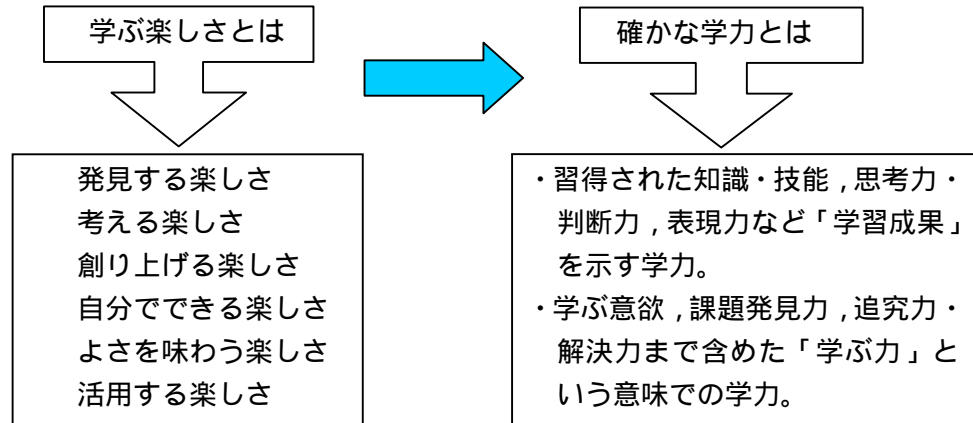 学ぶ楽しさとは
発見する楽しさ
考える楽しさ
創り上げる楽しさ
自分でできる楽しさ
よさを味わう楽しさ
活用する楽しさ
確かな学力とは
・習得された知識・技能，思考力・
判断力，表現力など「学習成果」
を示す学力。
・学ぶ意欲，課題発見力，追究力・
解決力まで含めた「学ぶ力」と
いう意味での学力。